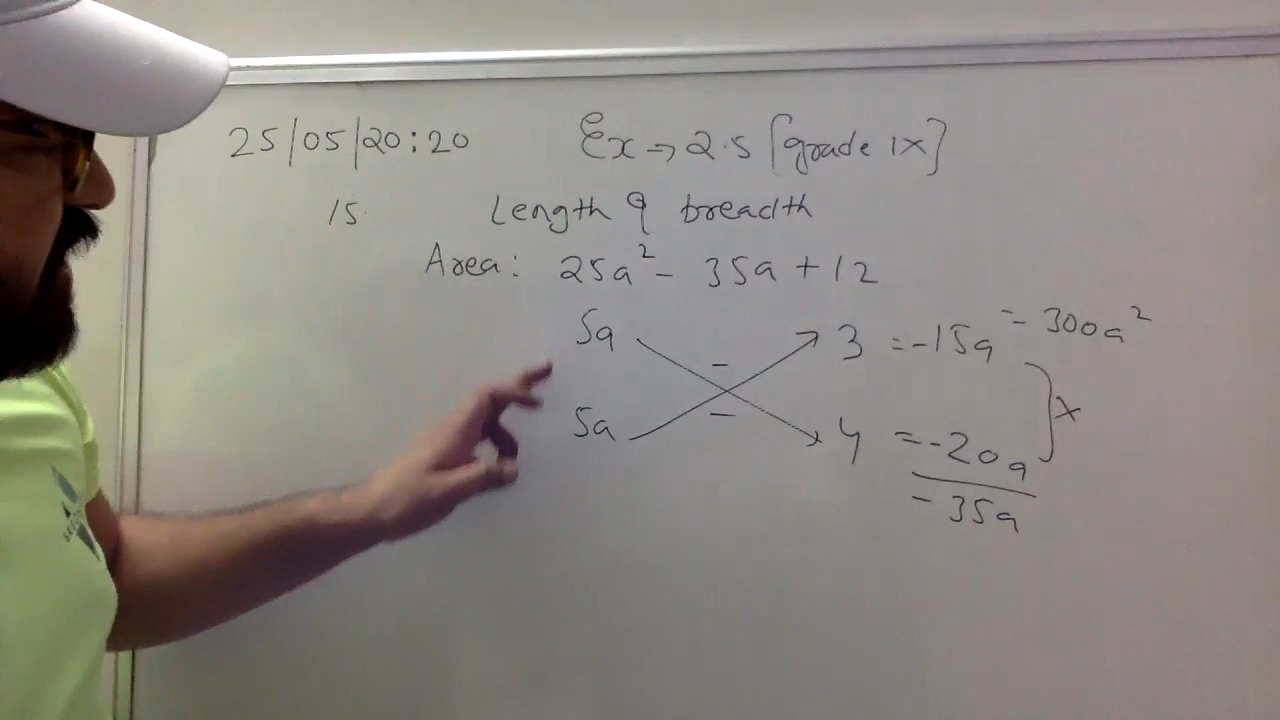 25/05/20:20 Ex → 2.5 [grade IX]
15. Length & breadth
Area: 25a² - 35a + 12
= 300a²
5a 3 = -15a
-
-
x
5a 4 = -20a
-35a